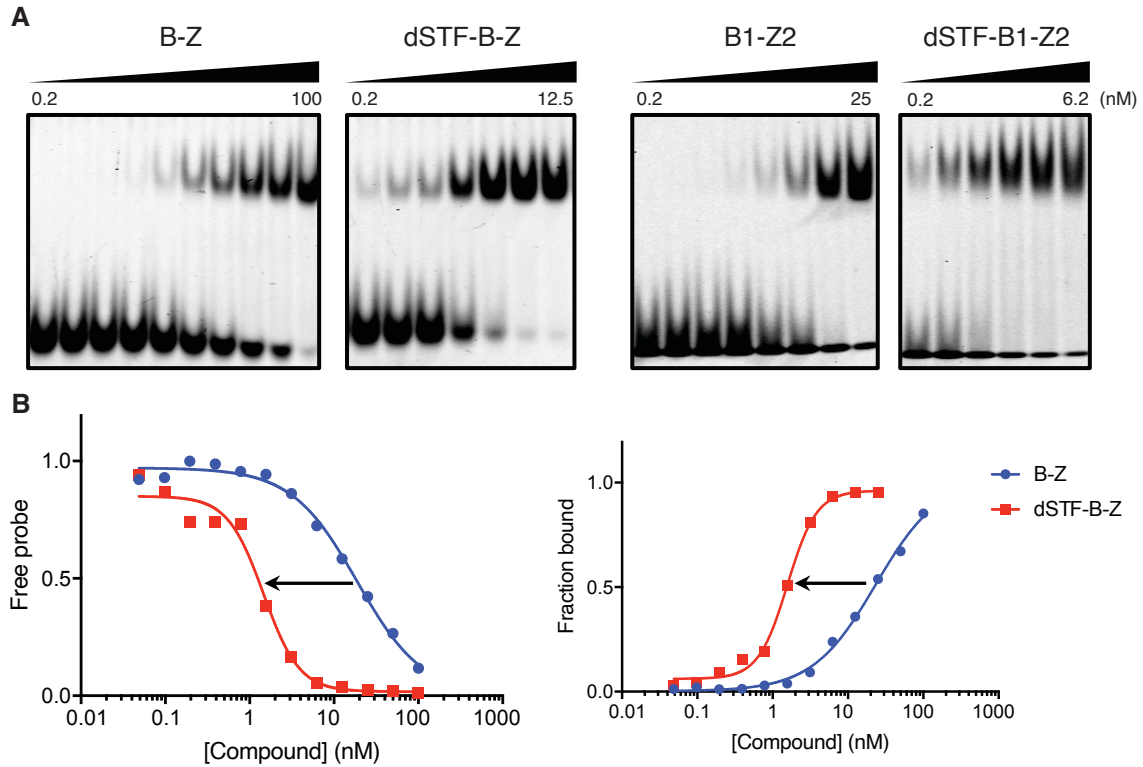 A
B-Z dSTF-B-Z B1-Z2 dSTF-B1-Z2
0.2 100 0.2 12.5 0.2 25 0.2 6.2 (nM)
B
1.0
0.5
0.0
Free probe
0.01 0.1 1 10 100 1000
[Compound] (nM)
1.0
0.5
0.0
Fraction bound
0.01 0.1 1 10 100 1000
[Compound] (nM)
B-Z
dSTF-B-Z